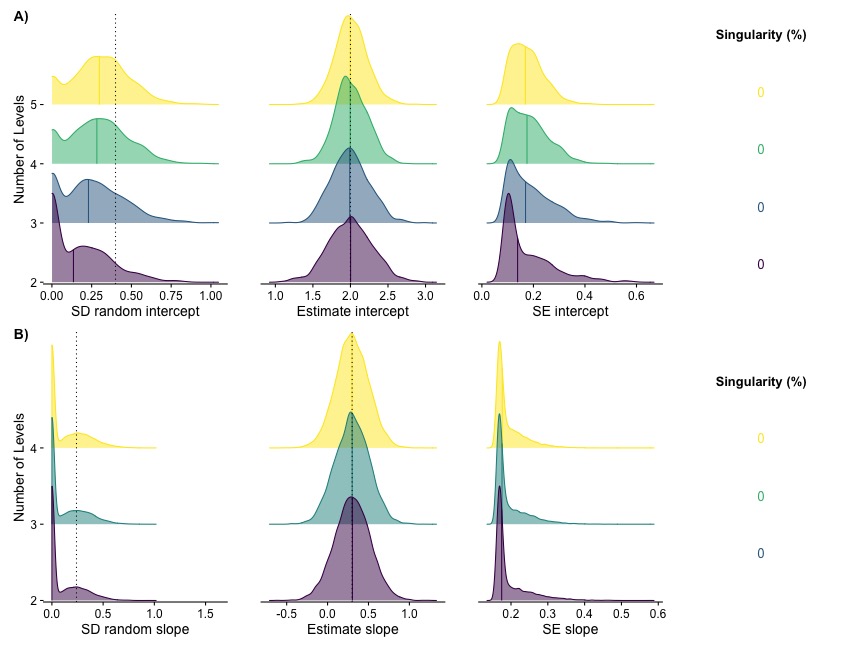 A)
Singularity (%)
Number of Levels
5
4
3
2
0
0
0
0
0.00 0.25 0.50 0.75 1.00
SD random intercept
1.0 1.5 2.0 2.5 3.0
Estimate intercept
0.0 0.2 0.4 0.6
SE intercept
B)
Singularity (%)
Number of Levels
4
3
2
0
0
0
0.0 0.5 1.0 1.5
SD random slope
-0.5 0.0 0.5 1.0
Estimate slope
0.2 0.3 0.4 0.5 0.6
SE slope